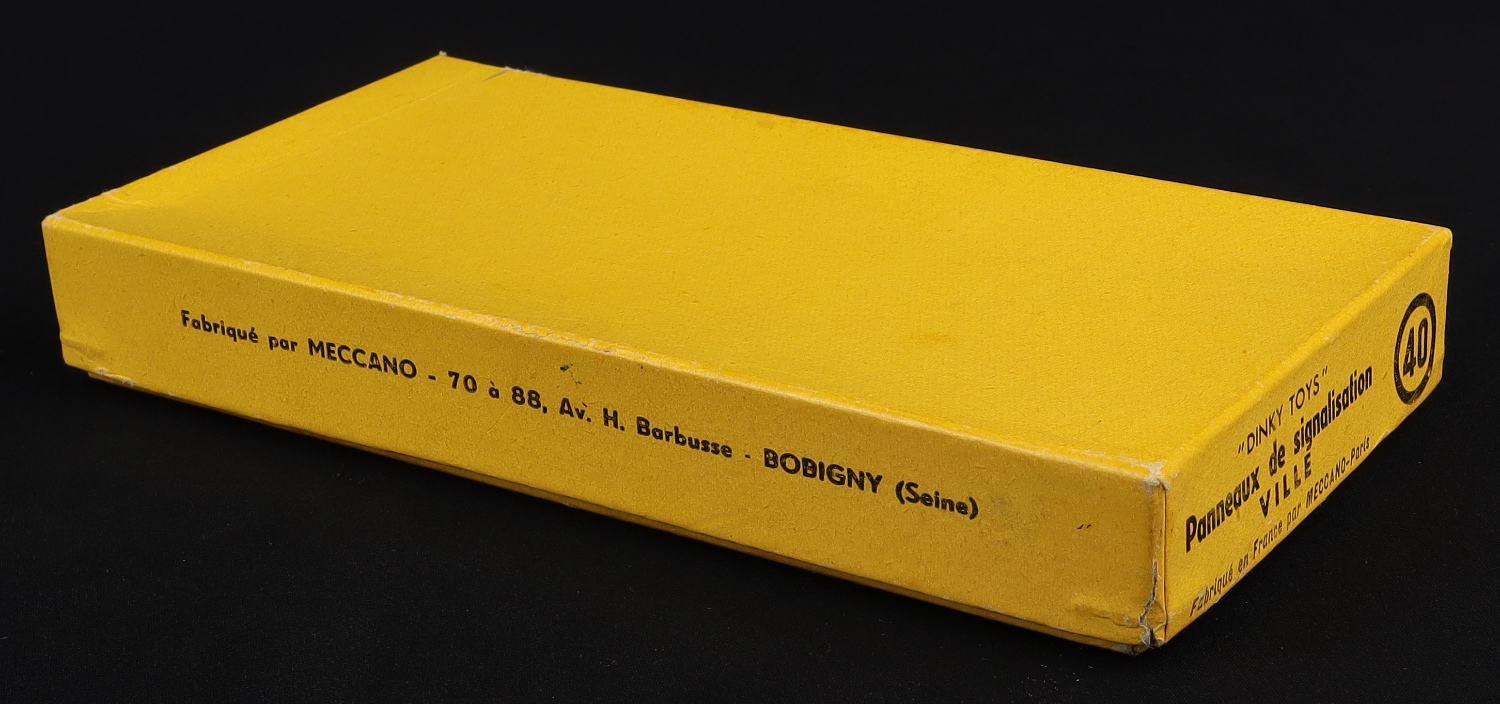 Fabriqué par MECCANO - 70 à 88, Av. H. Barbusse - BOBIGNY (Seine)
"DINKY TOYS"
Panneaux de signalisation
VILLE
Fabriqué en France par MECCANO-Paris
40